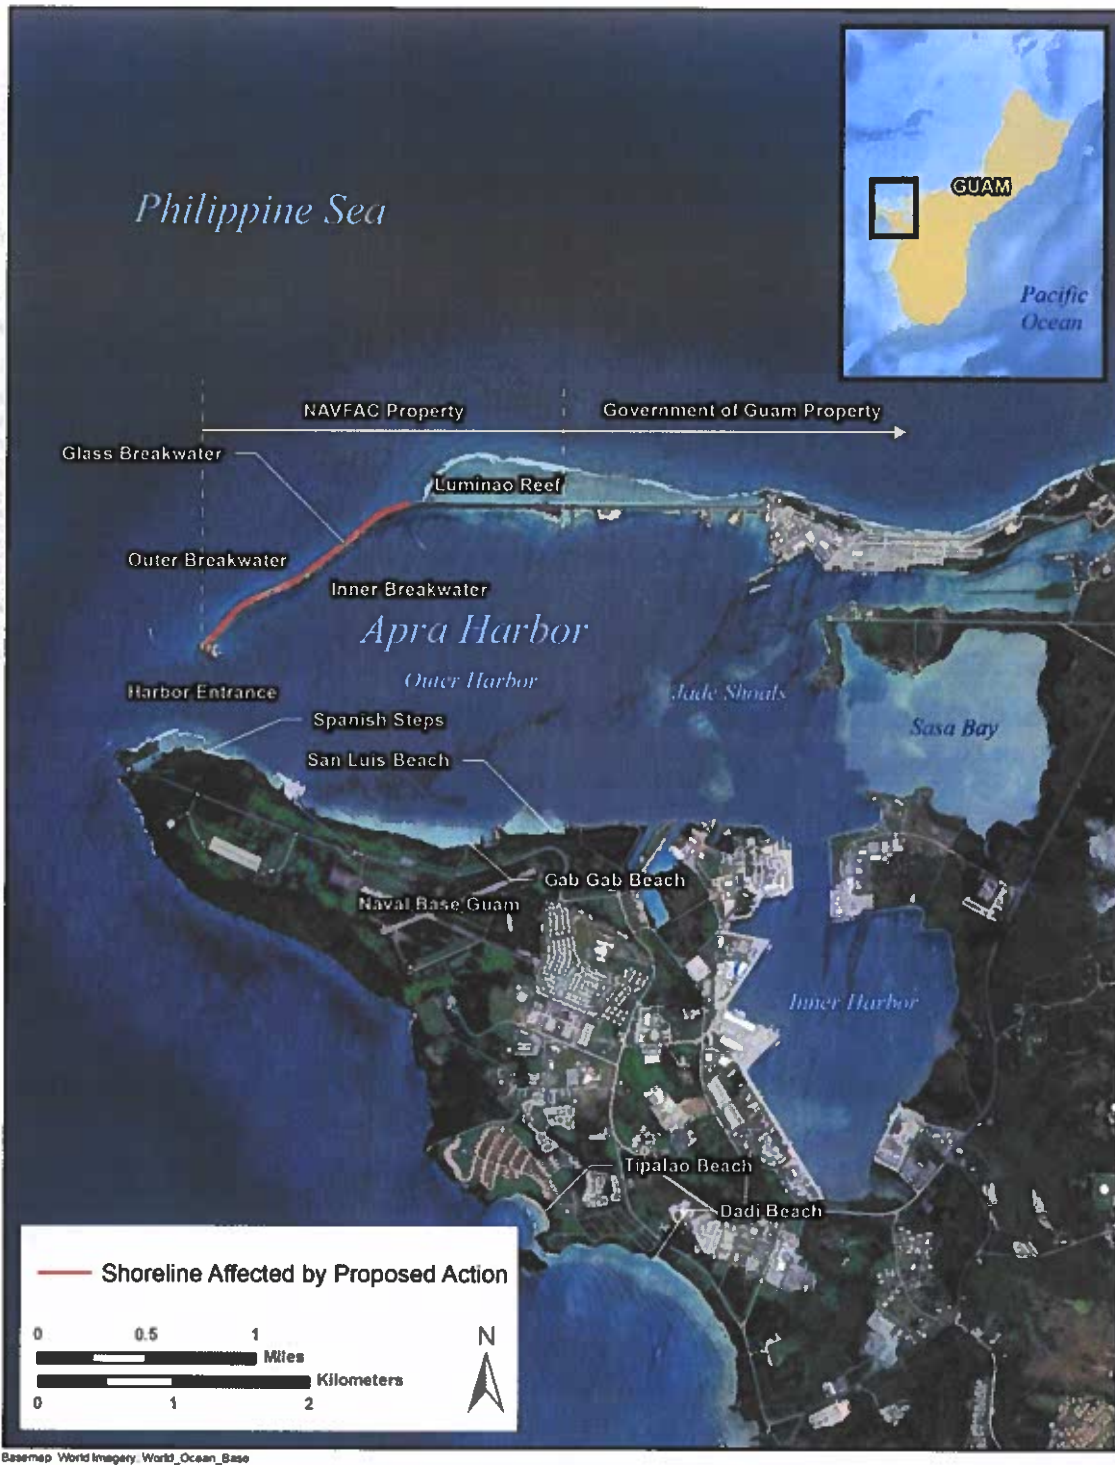 GUAM
Pacific
Ocean
Philippine Sea
NAVFAC Property
Government of Guam Property
Glass Breakwater
Luminao Reef
Outer Breakwater
Inner Breakwater
Apra Harbor
Outer Harbor
Jade Shoals
Harbor Entrance
Spanish Steps
Sasa Bay
San Luis Beach
Gab Gab Beach
Naval Base Guam
Inner Harbor
Tipalao Beach
Dadi Beach
Shoreline Affected by Proposed Action
0 0.5 1
Miles
Kilometers
0 1 2
N
Basemap World Imagery, World_Ocean_Base